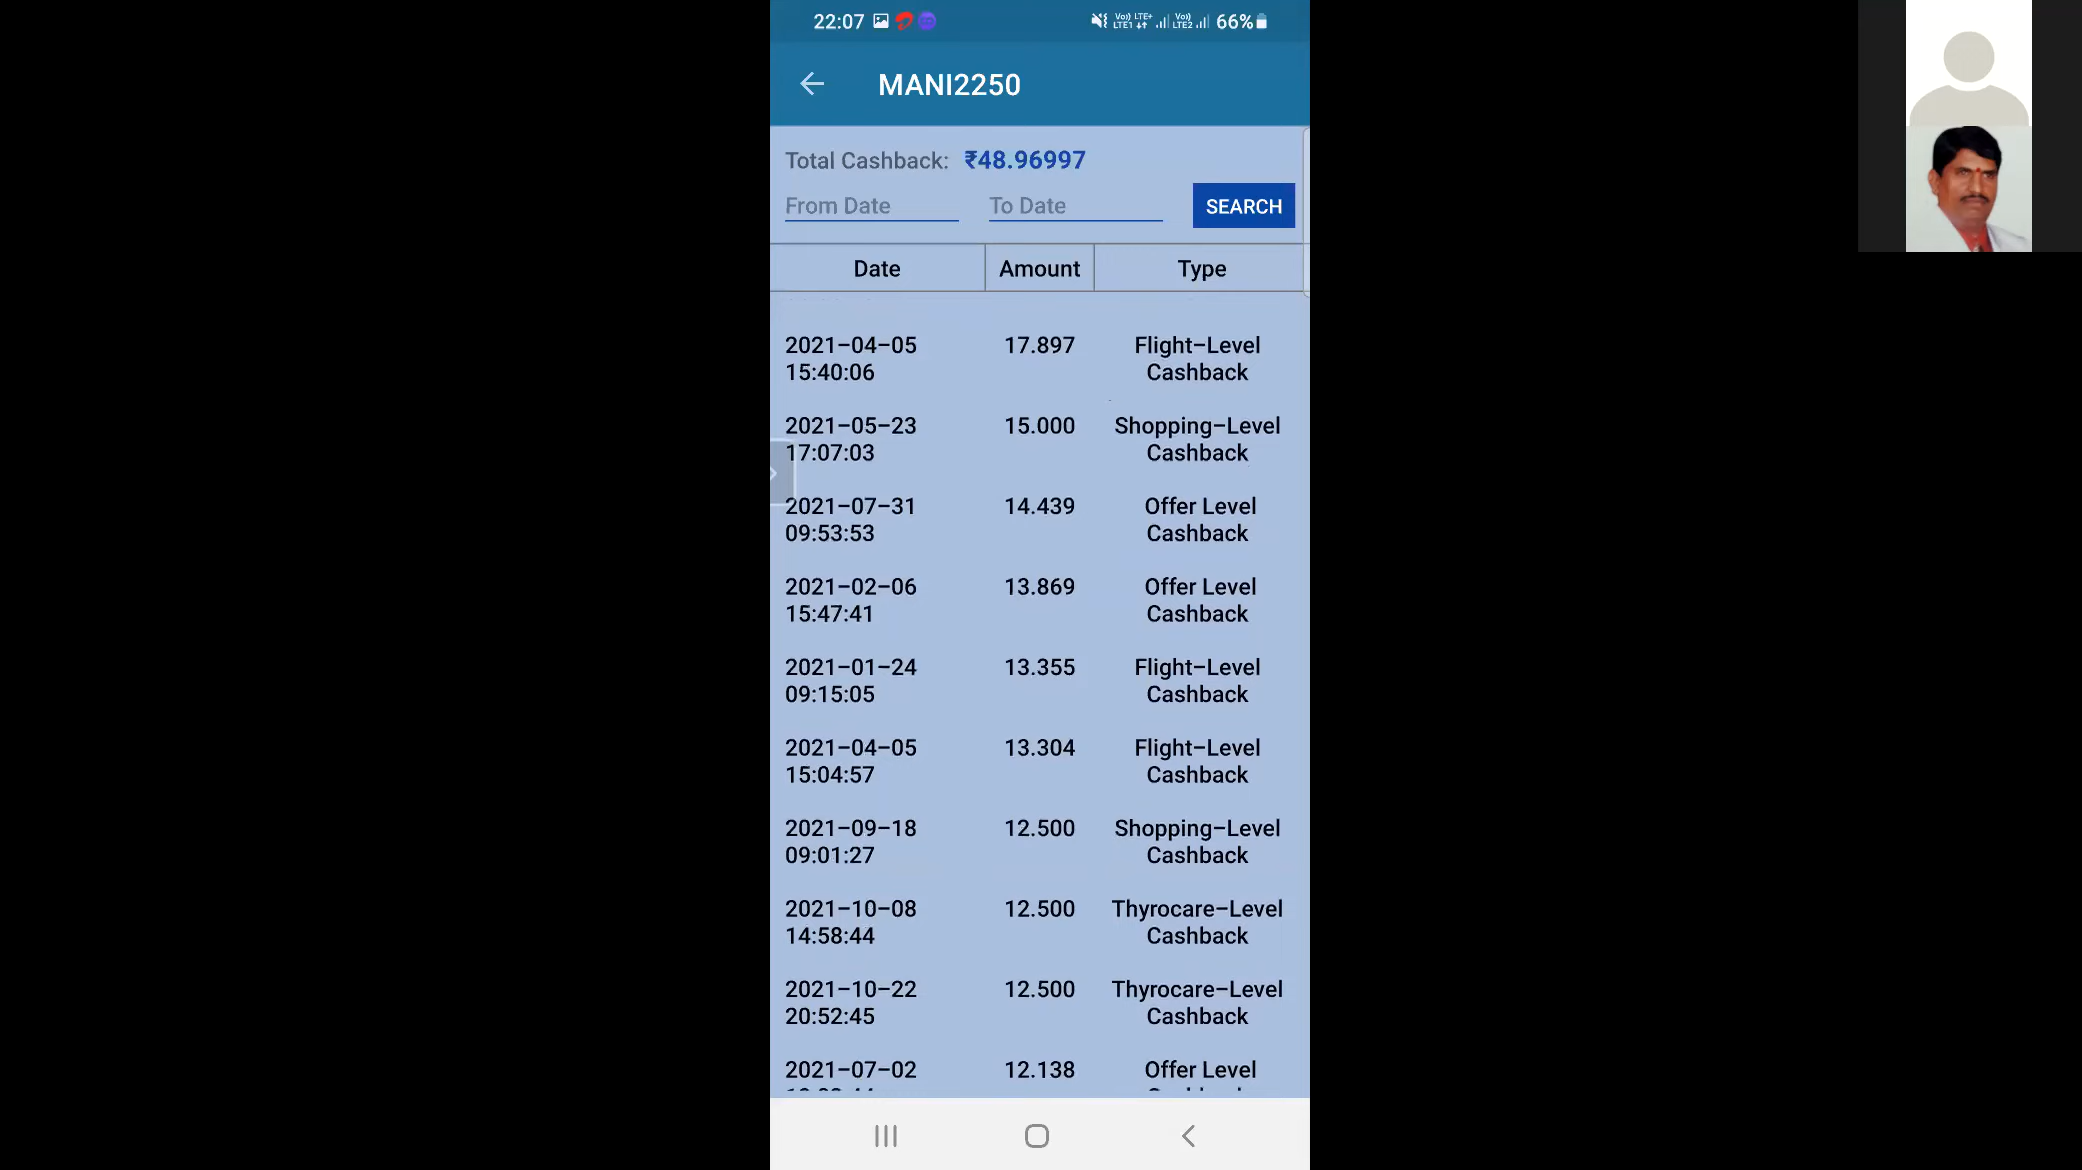 22:07 Vo)) LTE+ Vo)) 66%
LTE1 LTE2
MANI2250
Total Cashback: ₹48.96997
From Date To Date SEARCH
Date Amount Type
2021-04-05 17.897 Flight-Level
15:40:06 Cashback
2021-05-23 15.000 Shopping-Level
17:07:03 Cashback
2021-07-31 14.439 Offer Level
09:53:53 Cashback
2021-02-06 13.869 Offer Level
15:47:41 Cashback
2021-01-24 13.355 Flight-Level
09:15:05 Cashback
2021-04-05 13.304 Flight-Level
15:04:57 Cashback
2021-09-18 12.500 Shopping-Level
09:01:27 Cashback
2021-10-08 12.500 Thyrocare-Level
14:58:44 Cashback
2021-10-22 12.500 Thyrocare-Level
20:52:45 Cashback
2021-07-02 12.138 Offer Level